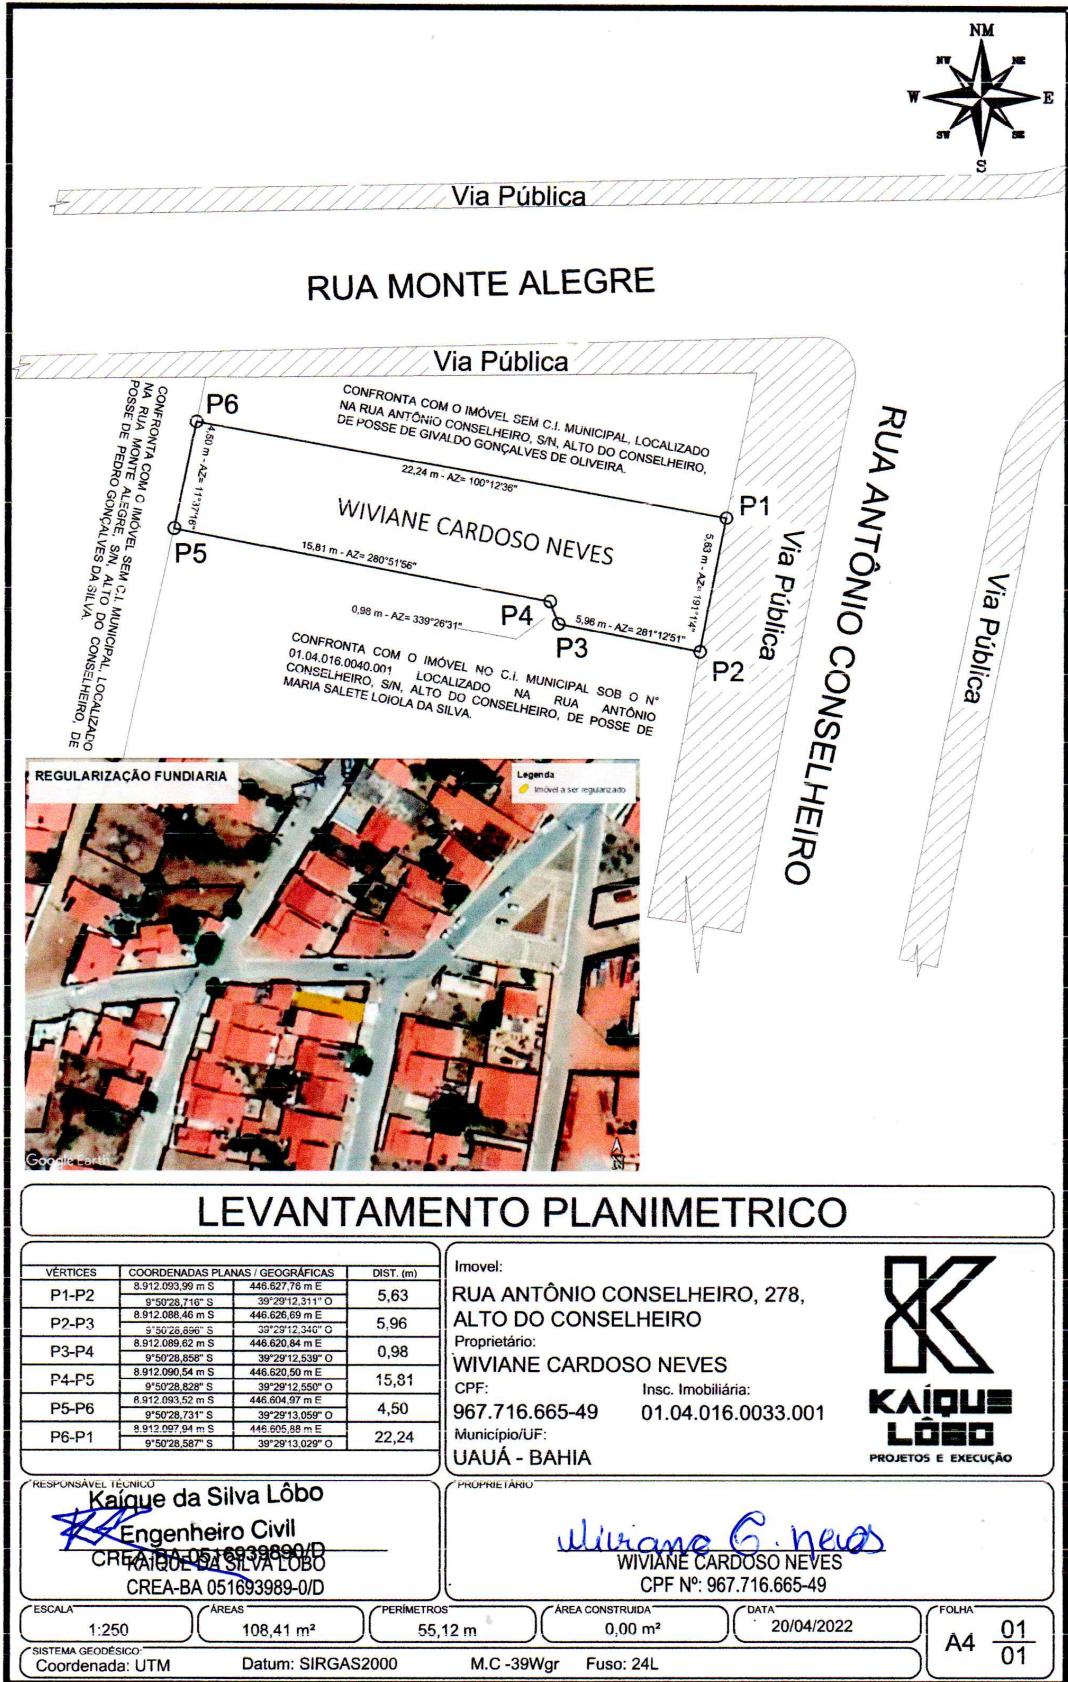 NM
NW
NE
W
E
SW
SE
S
Via Pública
RUA MONTE ALEGRE
Via Pública
CONFRONTA COM O IMÓVEL SEM C.I. MUNICIPAL, LOCALIZADO
NA RUA MONTE ALEGRE, S/N, ALTO DO CONSELHEIRO, DE
POSSE DE PEDRO GONÇALVES DA SILVA.
P6
CONFRONTA COM O IMÓVEL SEM C.I. MUNICIPAL, LOCALIZADO
NA RUA ANTÔNIO CONSELHEIRO, S/N, ALTO DO CONSELHEIRO,
DE POSSE DE GIVALDO GONÇALVES DE OLIVEIRA.
4,50 m - AZ= 11°37'16"
22,24 m - AZ= 100°12'36"
P1
WIVIANE CARDOSO NEVES
P5
15,81 m - AZ= 280°51'56"
5,63 m - AZ= 191°1'4"
P4
0,98 m - AZ= 339°26'31"
5,96 m - AZ= 281°12'51"
P3
P2
CONFRONTA COM O IMÓVEL NO C.I. MUNICIPAL SOB O N°
01.04.016.0040.001 LOCALIZADO NA RUA ANTÔNIO
CONSELHEIRO, S/N, ALTO DO CONSELHEIRO, DE POSSE DE
MARIA SALETE LOIOLA DA SILVA.
Via Pública
RUA ANTÔNIO CONSELHEIRO
Via Pública
REGULARIZAÇÃO FUNDIARIA
Legenda
Imóvel a ser regularizado
Google Earth
LEVANTAMENTO PLANIMETRICO
VÉRTICES COORDENADAS PLANAS / GEOGRÁFICAS DIST. (m)
P1-P2 8.912.093,99 m S 446.627,76 m E 5,63
9°50'28,716" S 39°29'12,311" O
P2-P3 8.912.088,46 m S 446.626,69 m E 5,96
9°50'28,896" S 39°29'12,346" O
P3-P4 8.912.089,62 m S 446.620,84 m E 0,98
9°50'28,858" S 39°29'12,539" O
P4-P5 8.912.090,54 m S 446.620,50 m E 15,81
9°50'28,828" S 39°29'12,550" O
P5-P6 8.912.093,52 m S 446.604,97 m E 4,50
9°50'28,731" S 39°29'13,059" O
P6-P1 8.912.097,94 m S 446.605,88 m E 22,24
9°50'28,587" S 39°29'13,029" O
Imovel:
RUA ANTÔNIO CONSELHEIRO, 278,
ALTO DO CONSELHEIRO
Proprietário:
WIVIANE CARDOSO NEVES
CPF: Insc. Imobiliária:
967.716.665-49 01.04.016.0033.001
Município/UF:
UAUÁ - BAHIA
KAÍQUE
LÔBO
PROJETOS E EXECUÇÃO
RESPONSÁVEL TÉCNICO
Kaíque da Silva Lôbo
Engenheiro Civil
CREA-BA 0516939890/D
KAIQUE DA SILVA LOBO
CREA-BA 051693989-0/D
PROPRIETÁRIO
Wiviane C. Neves
WIVIANE CARDOSO NEVES
CPF Nº: 967.716.665-49
ESCALA
1:250
ÁREAS
108,41 m²
PERÍMETROS
55,12 m
ÁREA CONSTRUIDA
0,00 m²
DATA
20/04/2022
FOLHA
A4 01
01
SISTEMA GEODÉSICO:
Coordenada: UTM Datum: SIRGAS2000 M.C -39Wgr Fuso: 24L